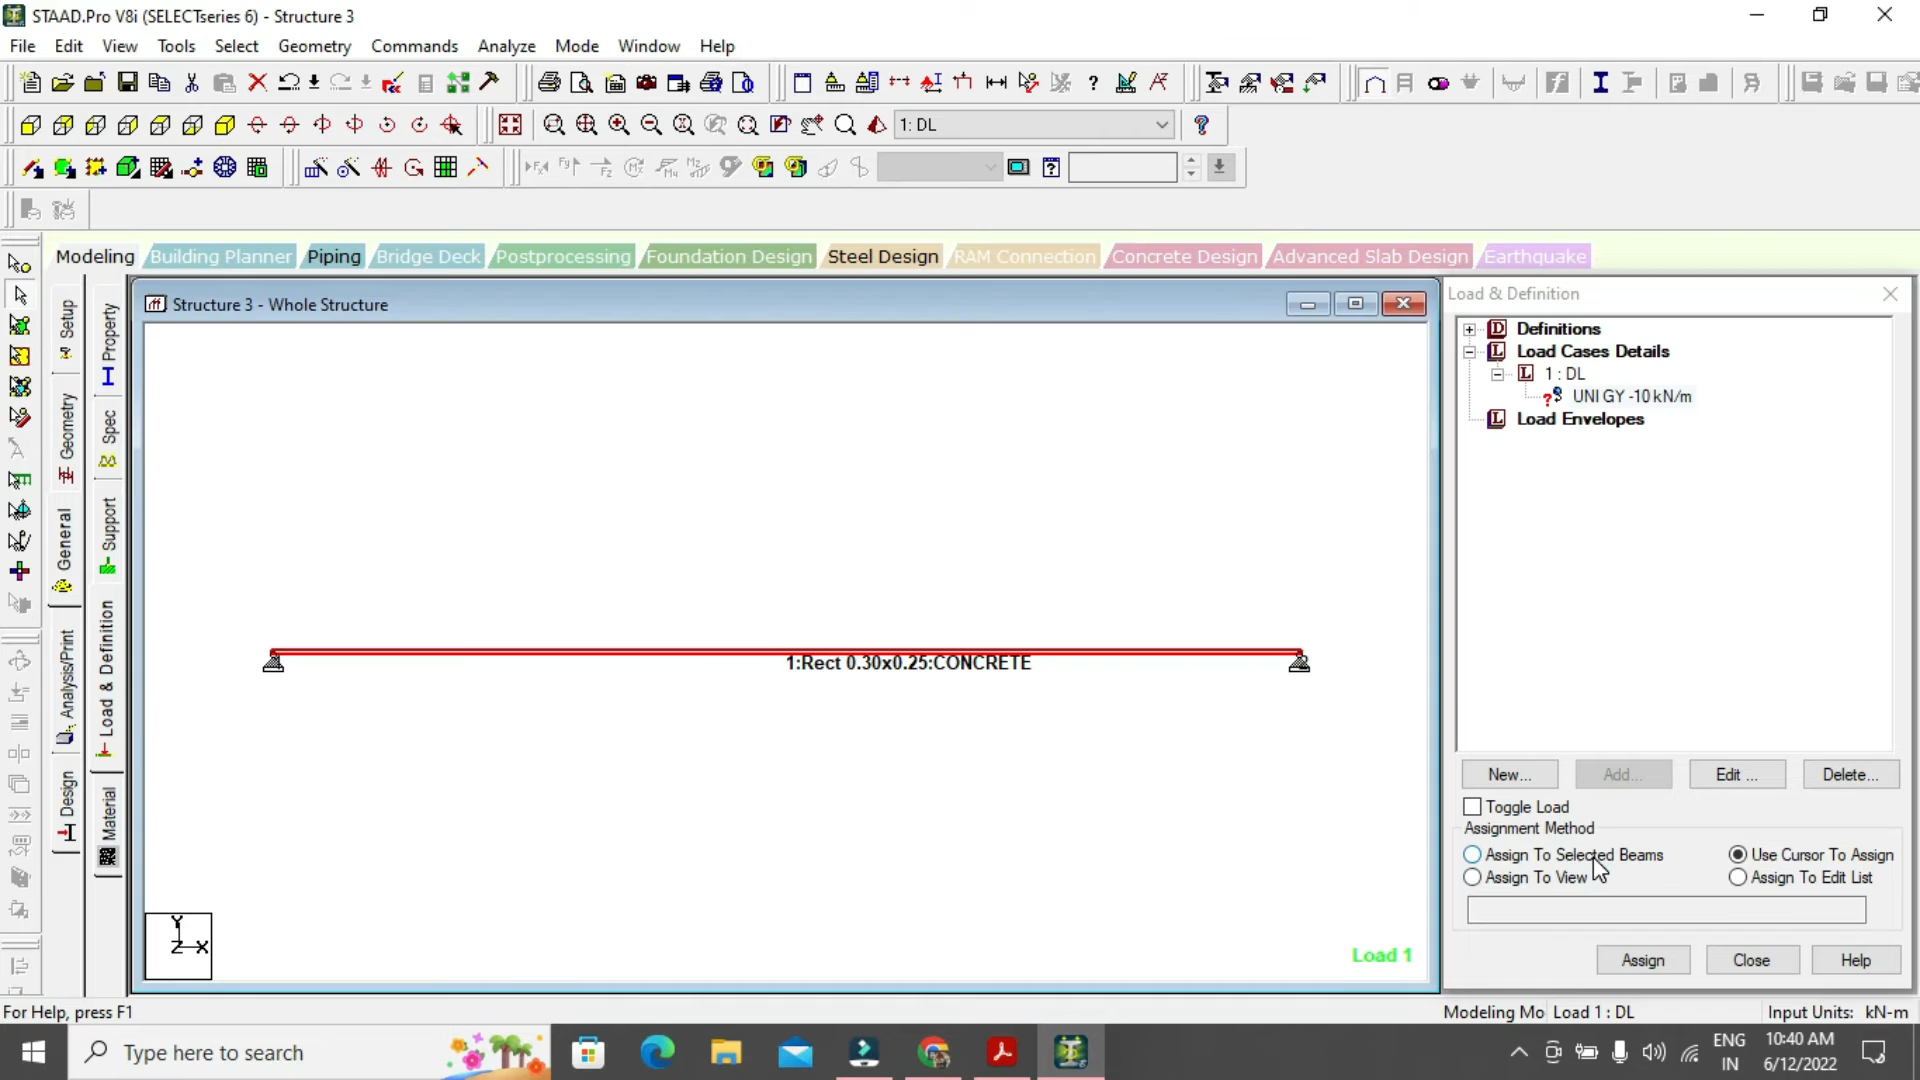 STAAD.Pro V8i (SELECTseries 6) - Structure 3
File Edit View Tools Select Geometry Commands Analyze Mode Window Help
1: DL
Modeling Building Planner Piping Bridge Deck Postprocessing Foundation Design Steel Design RAM Connection Concrete Design Advanced Slab Design Earthquake
Setup
Geometry
General
Analysis/Print
Design
Property
Spec
Support
Load & Definition
Material
Structure 3 - Whole Structure
1:Rect 0.30x0.25:CONCRETE
Y
Z X
Load 1
Load & Definition
Definitions
Load Cases Details
1 : DL
UNI GY -10 kN/m
Load Envelopes
New... Add... Edit ... Delete...
Toggle Load
Assignment Method
Assign To Selected Beams Use Cursor To Assign
Assign To View Assign To Edit List
Assign Close Help
For Help, press F1
Modeling Mo Load 1 : DL Input Units: kN-m
Type here to search
ENG
IN
10:40 AM
6/12/2022